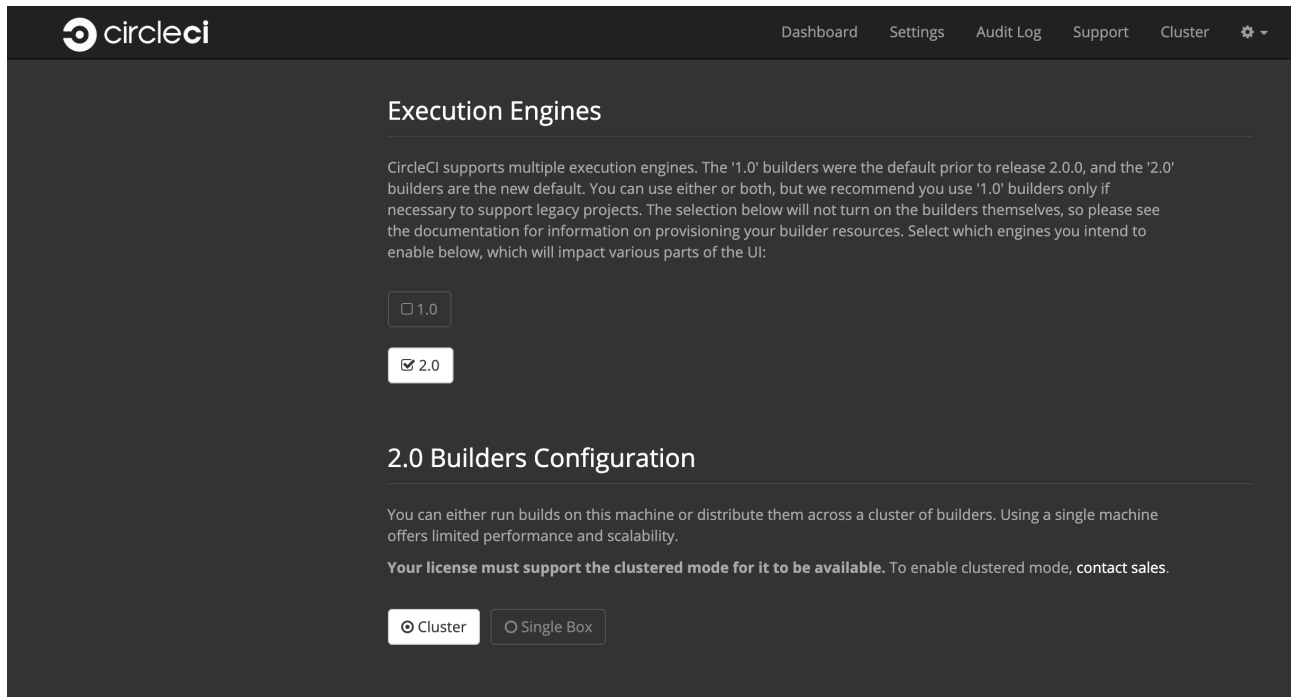 circleci
Dashboard Settings Audit Log Support Cluster
Execution Engines
CircleCI supports multiple execution engines. The '1.0' builders were the default prior to release 2.0.0, and the '2.0'
builders are the new default. You can use either or both, but we recommend you use '1.0' builders only if
necessary to support legacy projects. The selection below will not turn on the builders themselves, so please see
the documentation for information on provisioning your builder resources. Select which engines you intend to
enable below, which will impact various parts of the UI:
1.0
2.0
2.0 Builders Configuration
You can either run builds on this machine or distribute them across a cluster of builders. Using a single machine
offers limited performance and scalability.
Your license must support the clustered mode for it to be available. To enable clustered mode, contact sales.
Cluster Single Box